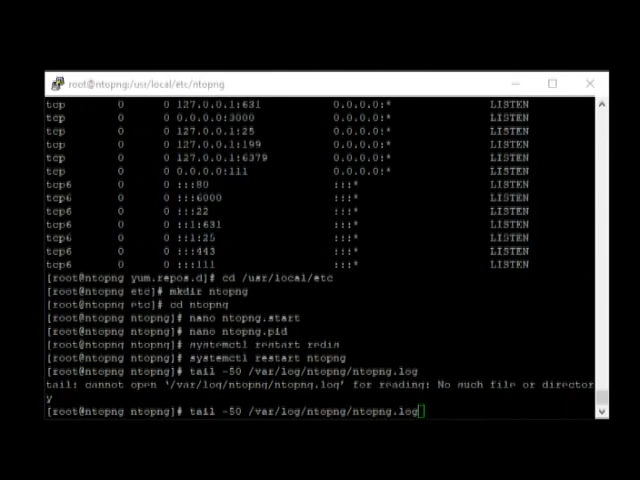 root@ntopng:/usr/local/etc/ntopng
tcp 0 0 127.0.0.1:631 0.0.0.0:* LISTEN
tcp 0 0 0.0.0.0:3000 0.0.0.0:* LISTEN
tcp 0 0 127.0.0.1:25 0.0.0.0:* LISTEN
tcp 0 0 127.0.0.1:199 0.0.0.0:* LISTEN
tcp 0 0 127.0.0.1:6379 0.0.0.0:* LISTEN
tcp 0 0 0.0.0.0:111 0.0.0.0:* LISTEN
tcp6 0 0 :::80 :::* LISTEN
tcp6 0 0 :::6000 :::* LISTEN
tcp6 0 0 :::22 :::* LISTEN
tcp6 0 0 ::1:631 :::* LISTEN
tcp6 0 0 ::1:25 :::* LISTEN
tcp6 0 0 :::443 :::* LISTEN
tcp6 0 0 :::111 :::* LISTEN
[root@ntopng yum.repos.d]# cd /usr/local/etc
[root@ntopng etc]# mkdir ntopng
[root@ntopng etc]# cd ntopng
[root@ntopng ntopng]# nano ntopng.start
[root@ntopng ntopng]# nano ntopng.pid
[root@ntopng ntopng]# systemctl restart redis
[root@ntopng ntopng]# systemctl restart ntopng
[root@ntopng ntopng]# tail -50 /var/log/ntopng/ntopng.log
tail: cannot open '/var/log/ntopng/ntopng.log' for reading: No such file or director
y
[root@ntopng ntopng]# tail -50 /var/log/ntopng/ntopng.log